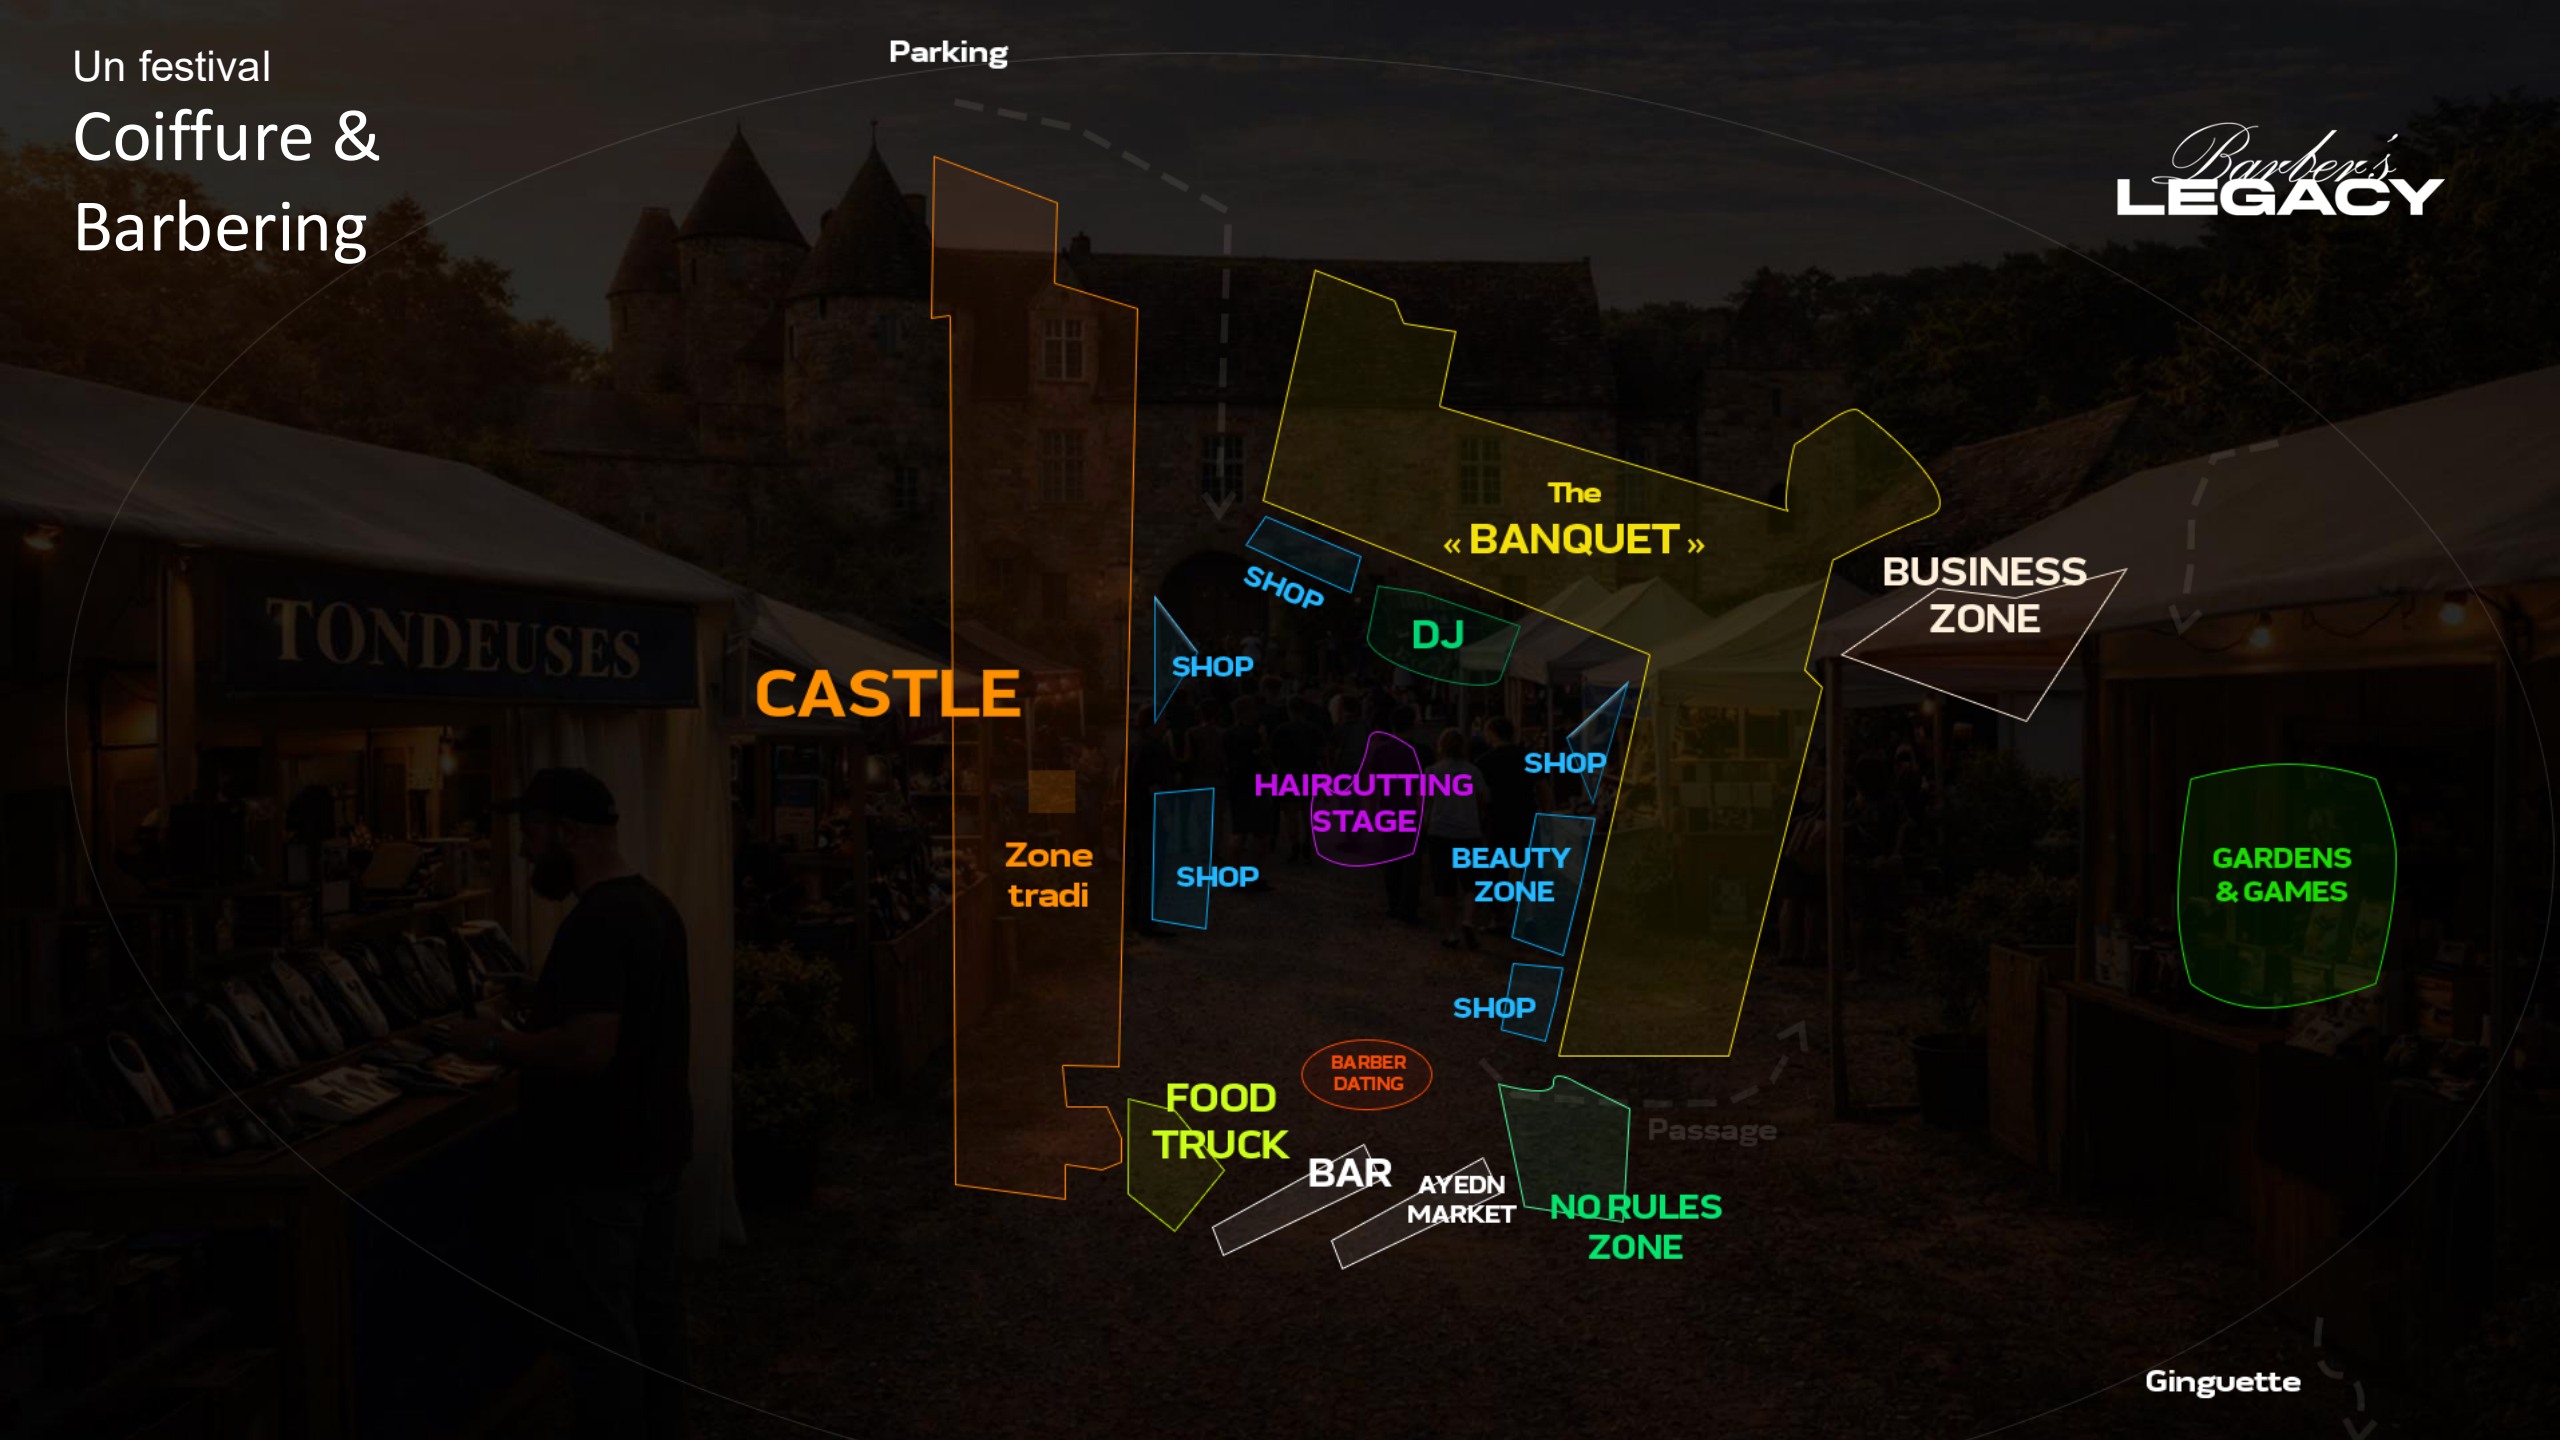 Un festival
Coiffure &
Barbering
Parking
Barber's
LEGACY
The
« BANQUET »
BUSINESS
ZONE
SHOP
DJ
TONDEUSES
SHOP
CASTLE
SHOP
HAIRCUTTING
STAGE
Zone
tradi
SHOP
BEAUTY
ZONE
GARDENS
& GAMES
SHOP
BARBER
DATING
FOOD
TRUCK
Passage
BAR
AYEDN
MARKET
NO RULES
ZONE
Ginguette